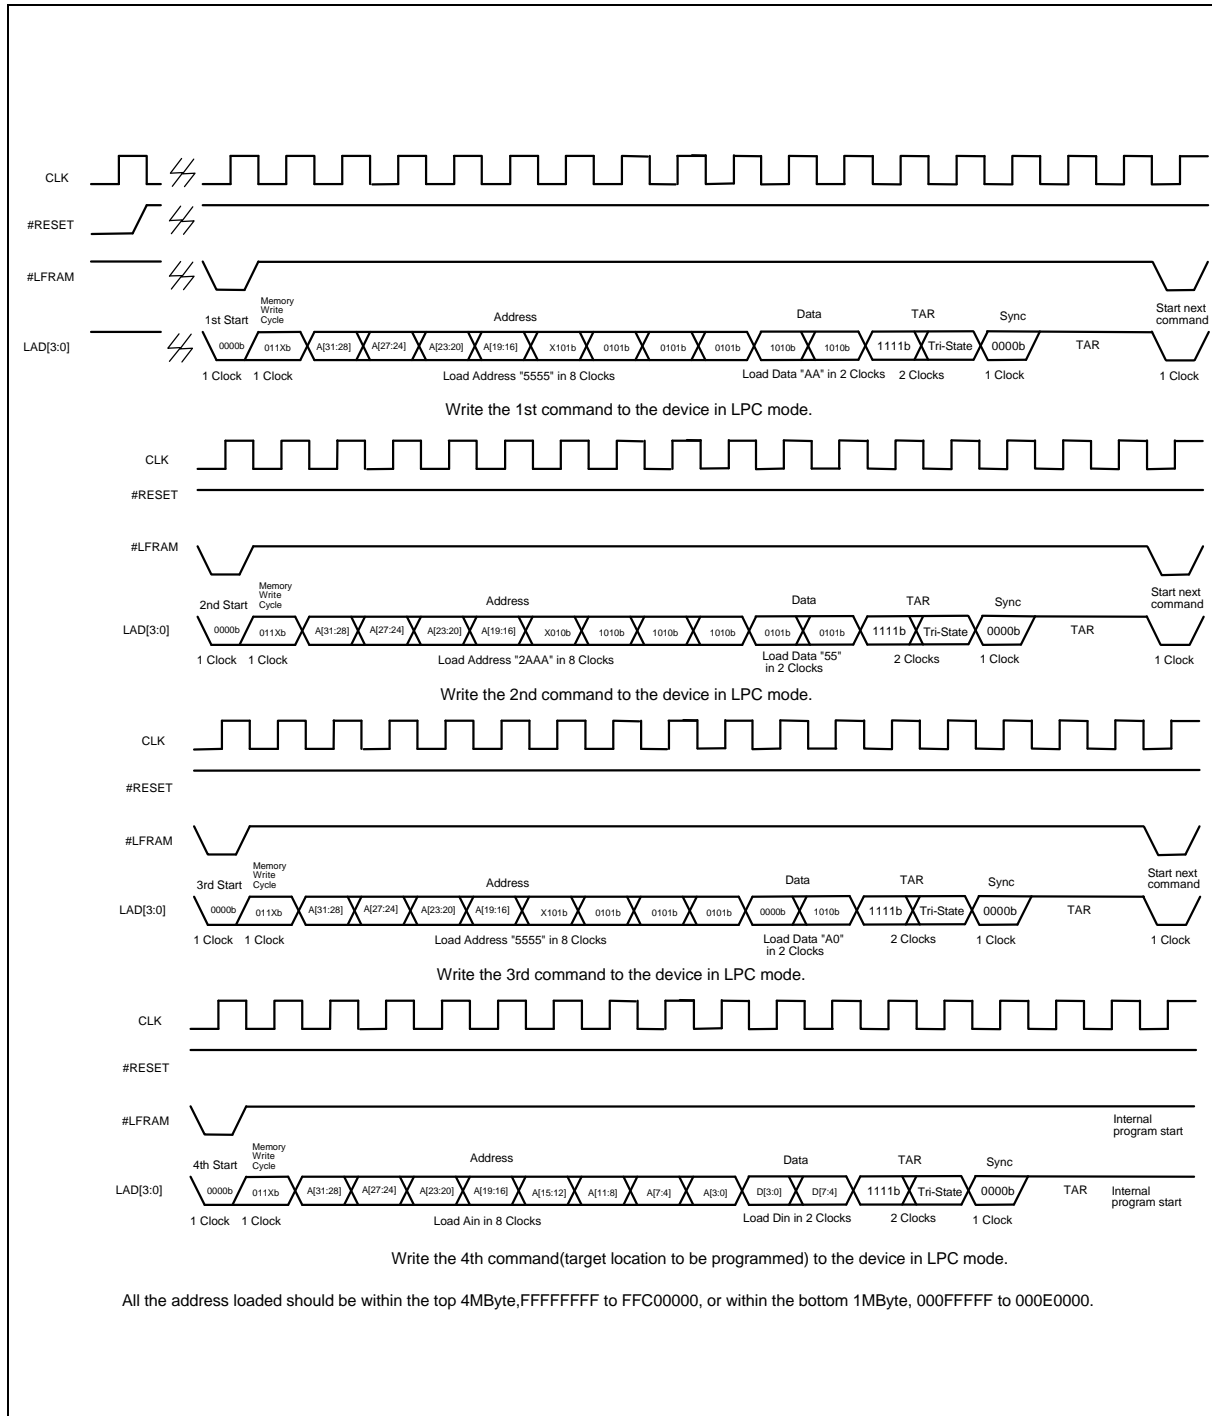 CLK
#RESET
#LFRAM
Memory
Write
Cycle
1st Start
Address
Data
TAR
Sync
Start next
command
LAD[3:0]
0000b 011Xb A[31:28] A[27:24] A[23:20] A[19:16] X101b 0101b 0101b 0101b 1010b 1010b 1111b Tri-State 0000b TAR
1 Clock 1 Clock Load Address "5555" in 8 Clocks Load Data "AA" in 2 Clocks 2 Clocks 1 Clock 1 Clock
Write the 1st command to the device in LPC mode.
CLK
#RESET
#LFRAM
Memory
Write
Cycle
2nd Start
Address
Data
TAR
Sync
Start next
command
LAD[3:0]
0000b 011Xb A[31:28] A[27:24] A[23:20] A[19:16] X010b 1010b 1010b 1010b 0101b 0101b 1111b Tri-State 0000b TAR
1 Clock 1 Clock Load Address "2AAA" in 8 Clocks
Load Data "55"
in 2 Clocks
2 Clocks 1 Clock 1 Clock
Write the 2nd command to the device in LPC mode.
CLK
#RESET
#LFRAM
Memory
Write
Cycle
3rd Start
Address
Data
TAR
Sync
Start next
command
LAD[3:0]
0000b 011Xb A[31:28] A[27:24] A[23:20] A[19:16] X101b 0101b 0101b 0101b 0000b 1010b 1111b Tri-State 0000b TAR
1 Clock 1 Clock Load Address "5555" in 8 Clocks
Load Data "A0"
in 2 Clocks
2 Clocks 1 Clock 1 Clock
Write the 3rd command to the device in LPC mode.
CLK
#RESET
#LFRAM
Internal
program start
Memory
Write
Cycle
4th Start
Address
Data
TAR
Sync
LAD[3:0]
0000b 011Xb A[31:28] A[27:24] A[23:20] A[19:16] A[15:12] A[11:8] A[7:4] A[3:0] D[3:0] D[7:4] 1111b Tri-State 0000b TAR
Internal
program start
1 Clock 1 Clock Load Ain in 8 Clocks Load Din in 2 Clocks 2 Clocks 1 Clock
Write the 4th command(target location to be programmed) to the device in LPC mode.
All the address loaded should be within the top 4MByte,FFFFFFFF to FFC00000, or within the bottom 1MByte, 000FFFFF to 000E0000.